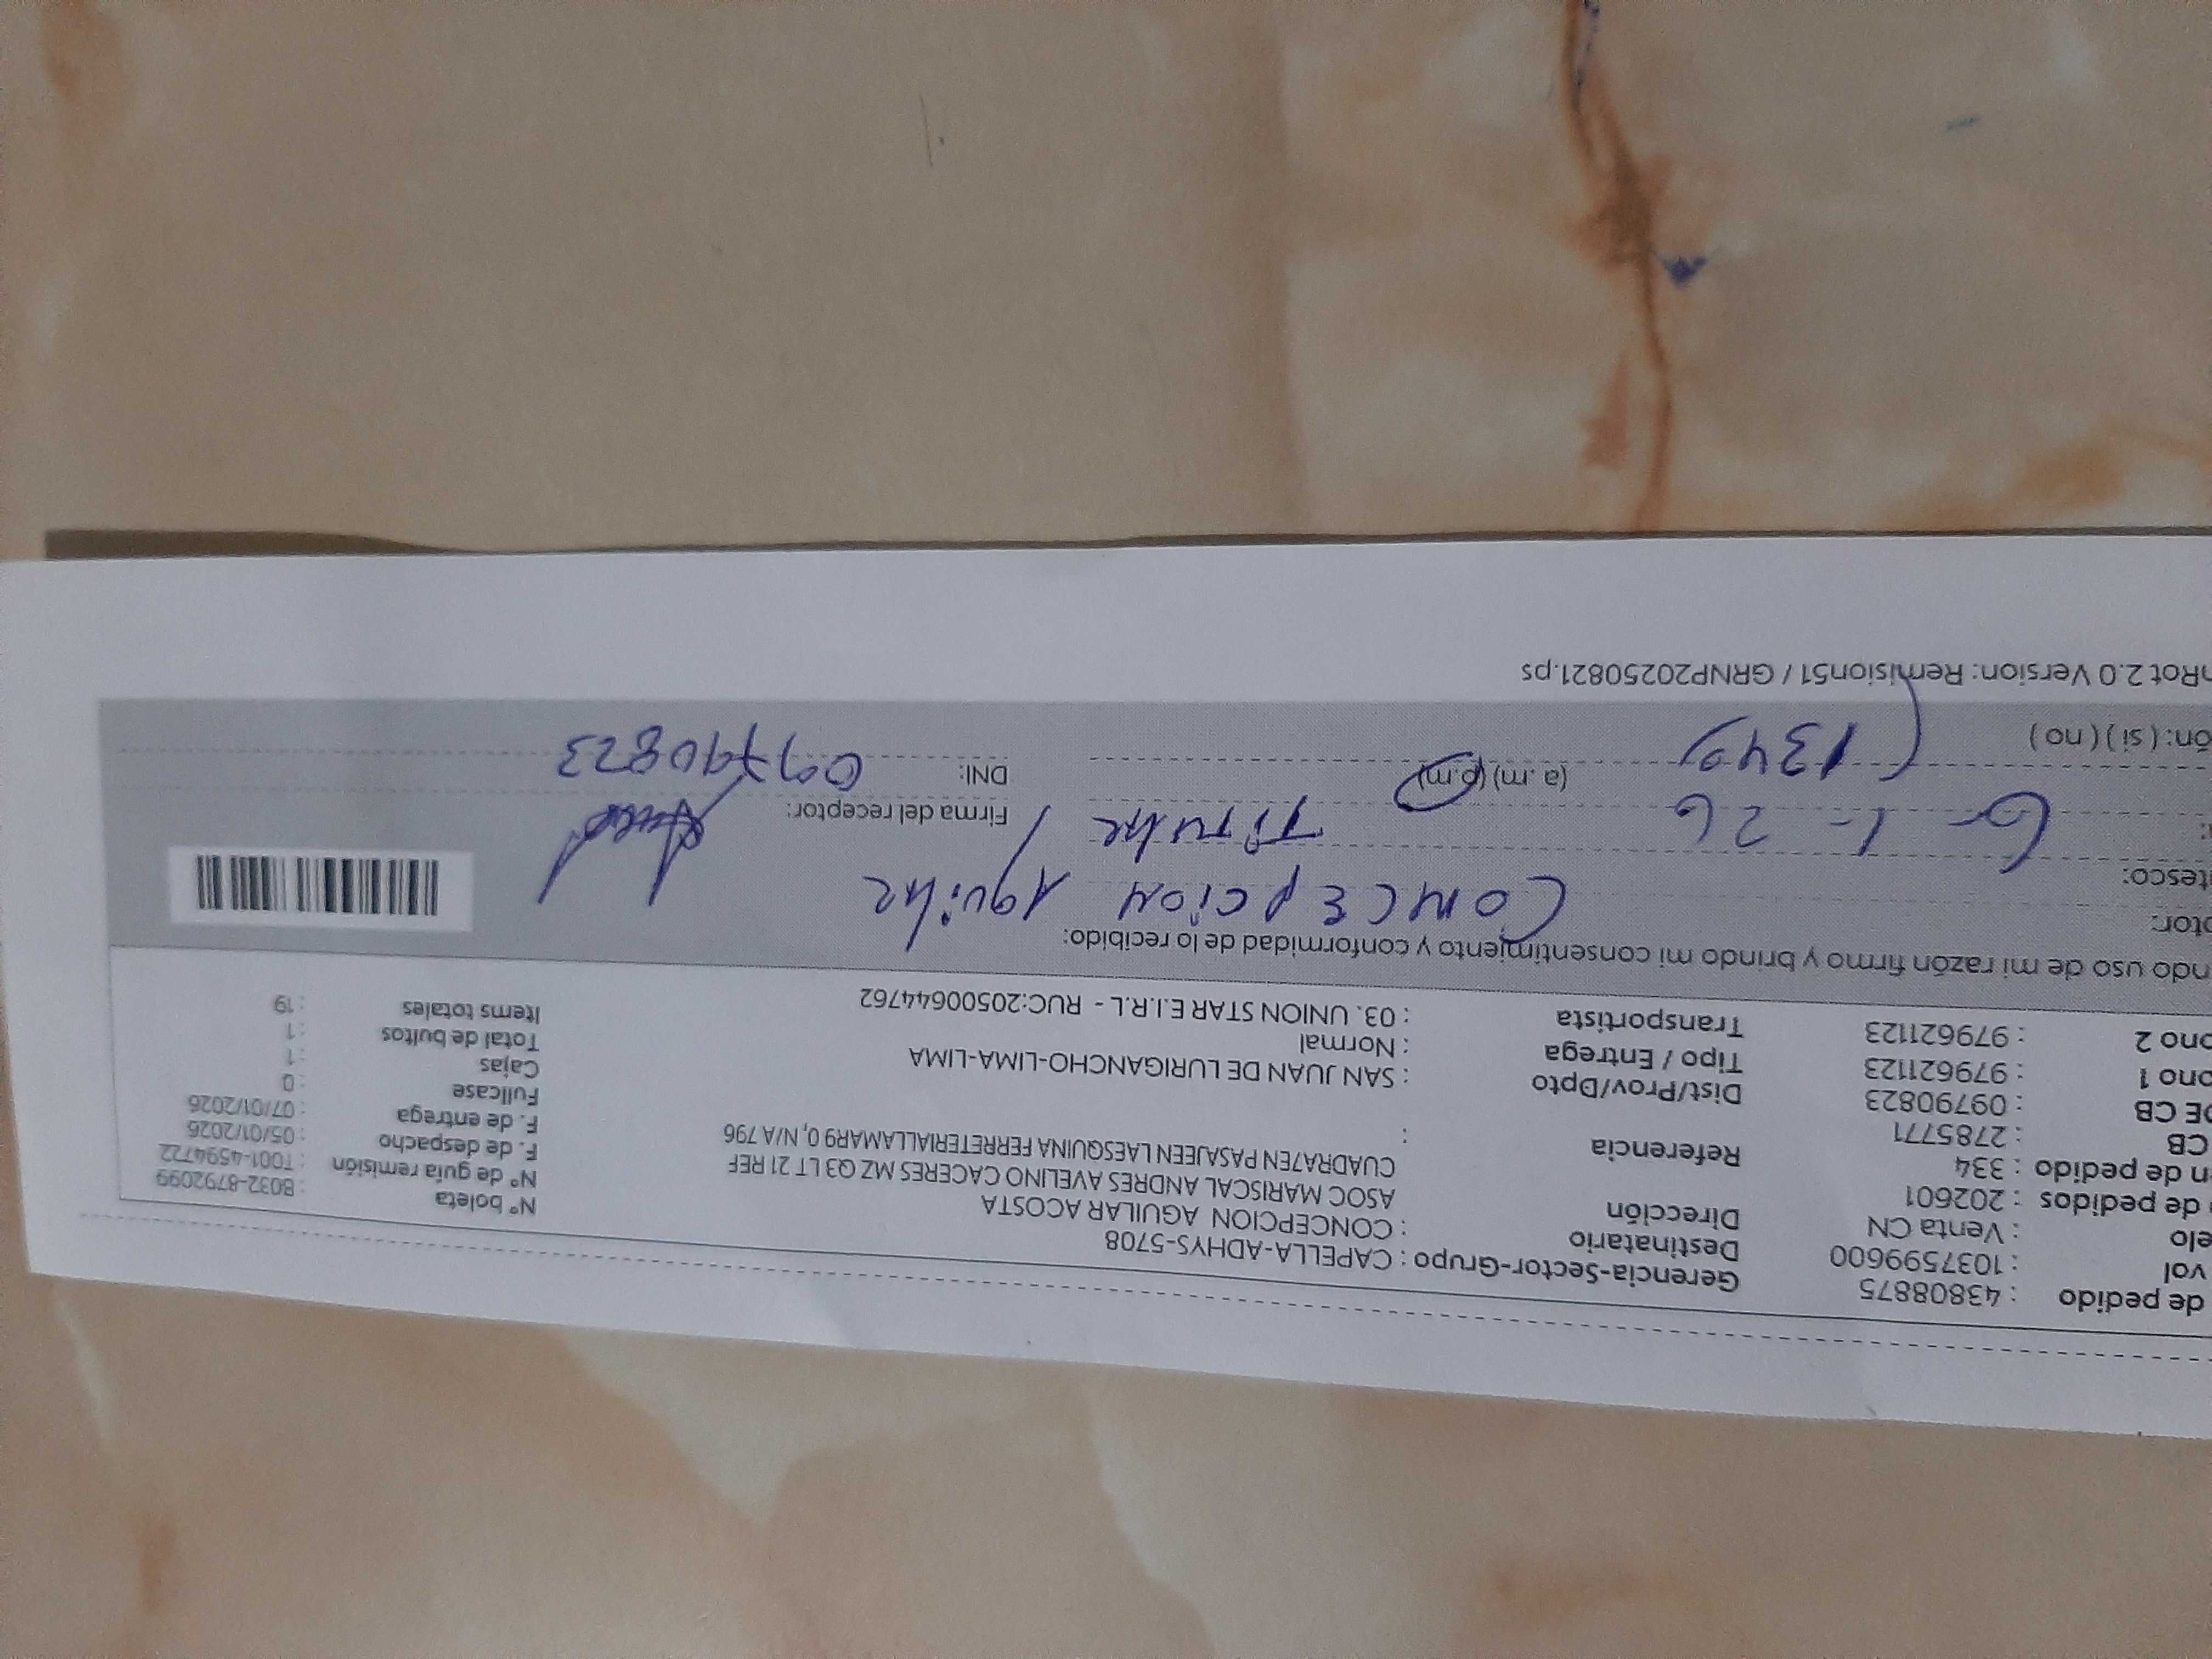 de pedido : 43808875
vol : 1037599600
elo : Venta CN
de pedidos : 202601
n de pedido : 334
CB : 2785771
DE CB : 09790823
ono 1 : 979621123
ono 2 : 979621123
Gerencia-Sector-Grupo : CAPELLA-ADHYS-5708
Destinatario : CONCEPCION AGUILAR ACOSTA
Dirección ASOC MARISCAL ANDRES AVELINO CACERES MZ Q3 LT 21 REF
CUADRA7EN PASAJEEN LAESQUINA FERRETERIALLAMAR9 0, N/A 796
Referencia :
Dist/Prov/Dpto : SAN JUAN DE LURIGANCHO-LIMA-LIMA
Tipo / Entrega : Normal
Transportista : 03. UNION STAR E.I.R.L - RUC:20500644762
N° boleta : B032-8792099
N° de guía remisión : T001-4594722
F. de despacho : 05/01/2026
F. de entrega : 07/01/2026
Fullcase : 0
Cajas : 1
Total de bultos : 1
Items totales : 19
ndo uso de mi razón firmo y brindo mi consentimiento y conformidad de lo recibido:
ptor: CONCEPCION Aguilar
tesco: Titular
6-1-26
Firma del receptor:
1349 (a.m) (p.m)
DNI: 09790823
ón: ( si ) ( no )
nRot 2.0 Version: Remision51 / GRNP20250821.ps